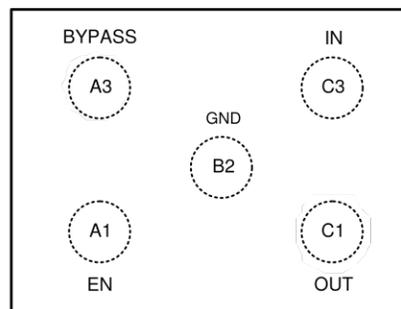 BYPASS IN
A3 C3
GND
B2
A1 C1
EN OUT